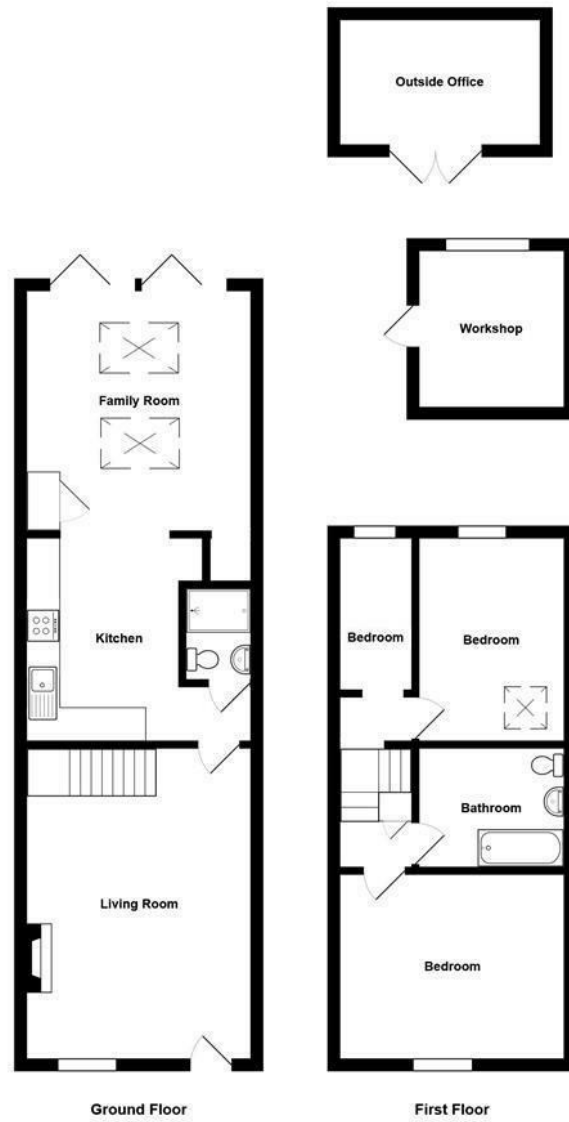 Outside Office
Workshop
Family Room
Kitchen
Living Room
Ground Floor
Bedroom
Bedroom
Bathroom
Bedroom
First Floor